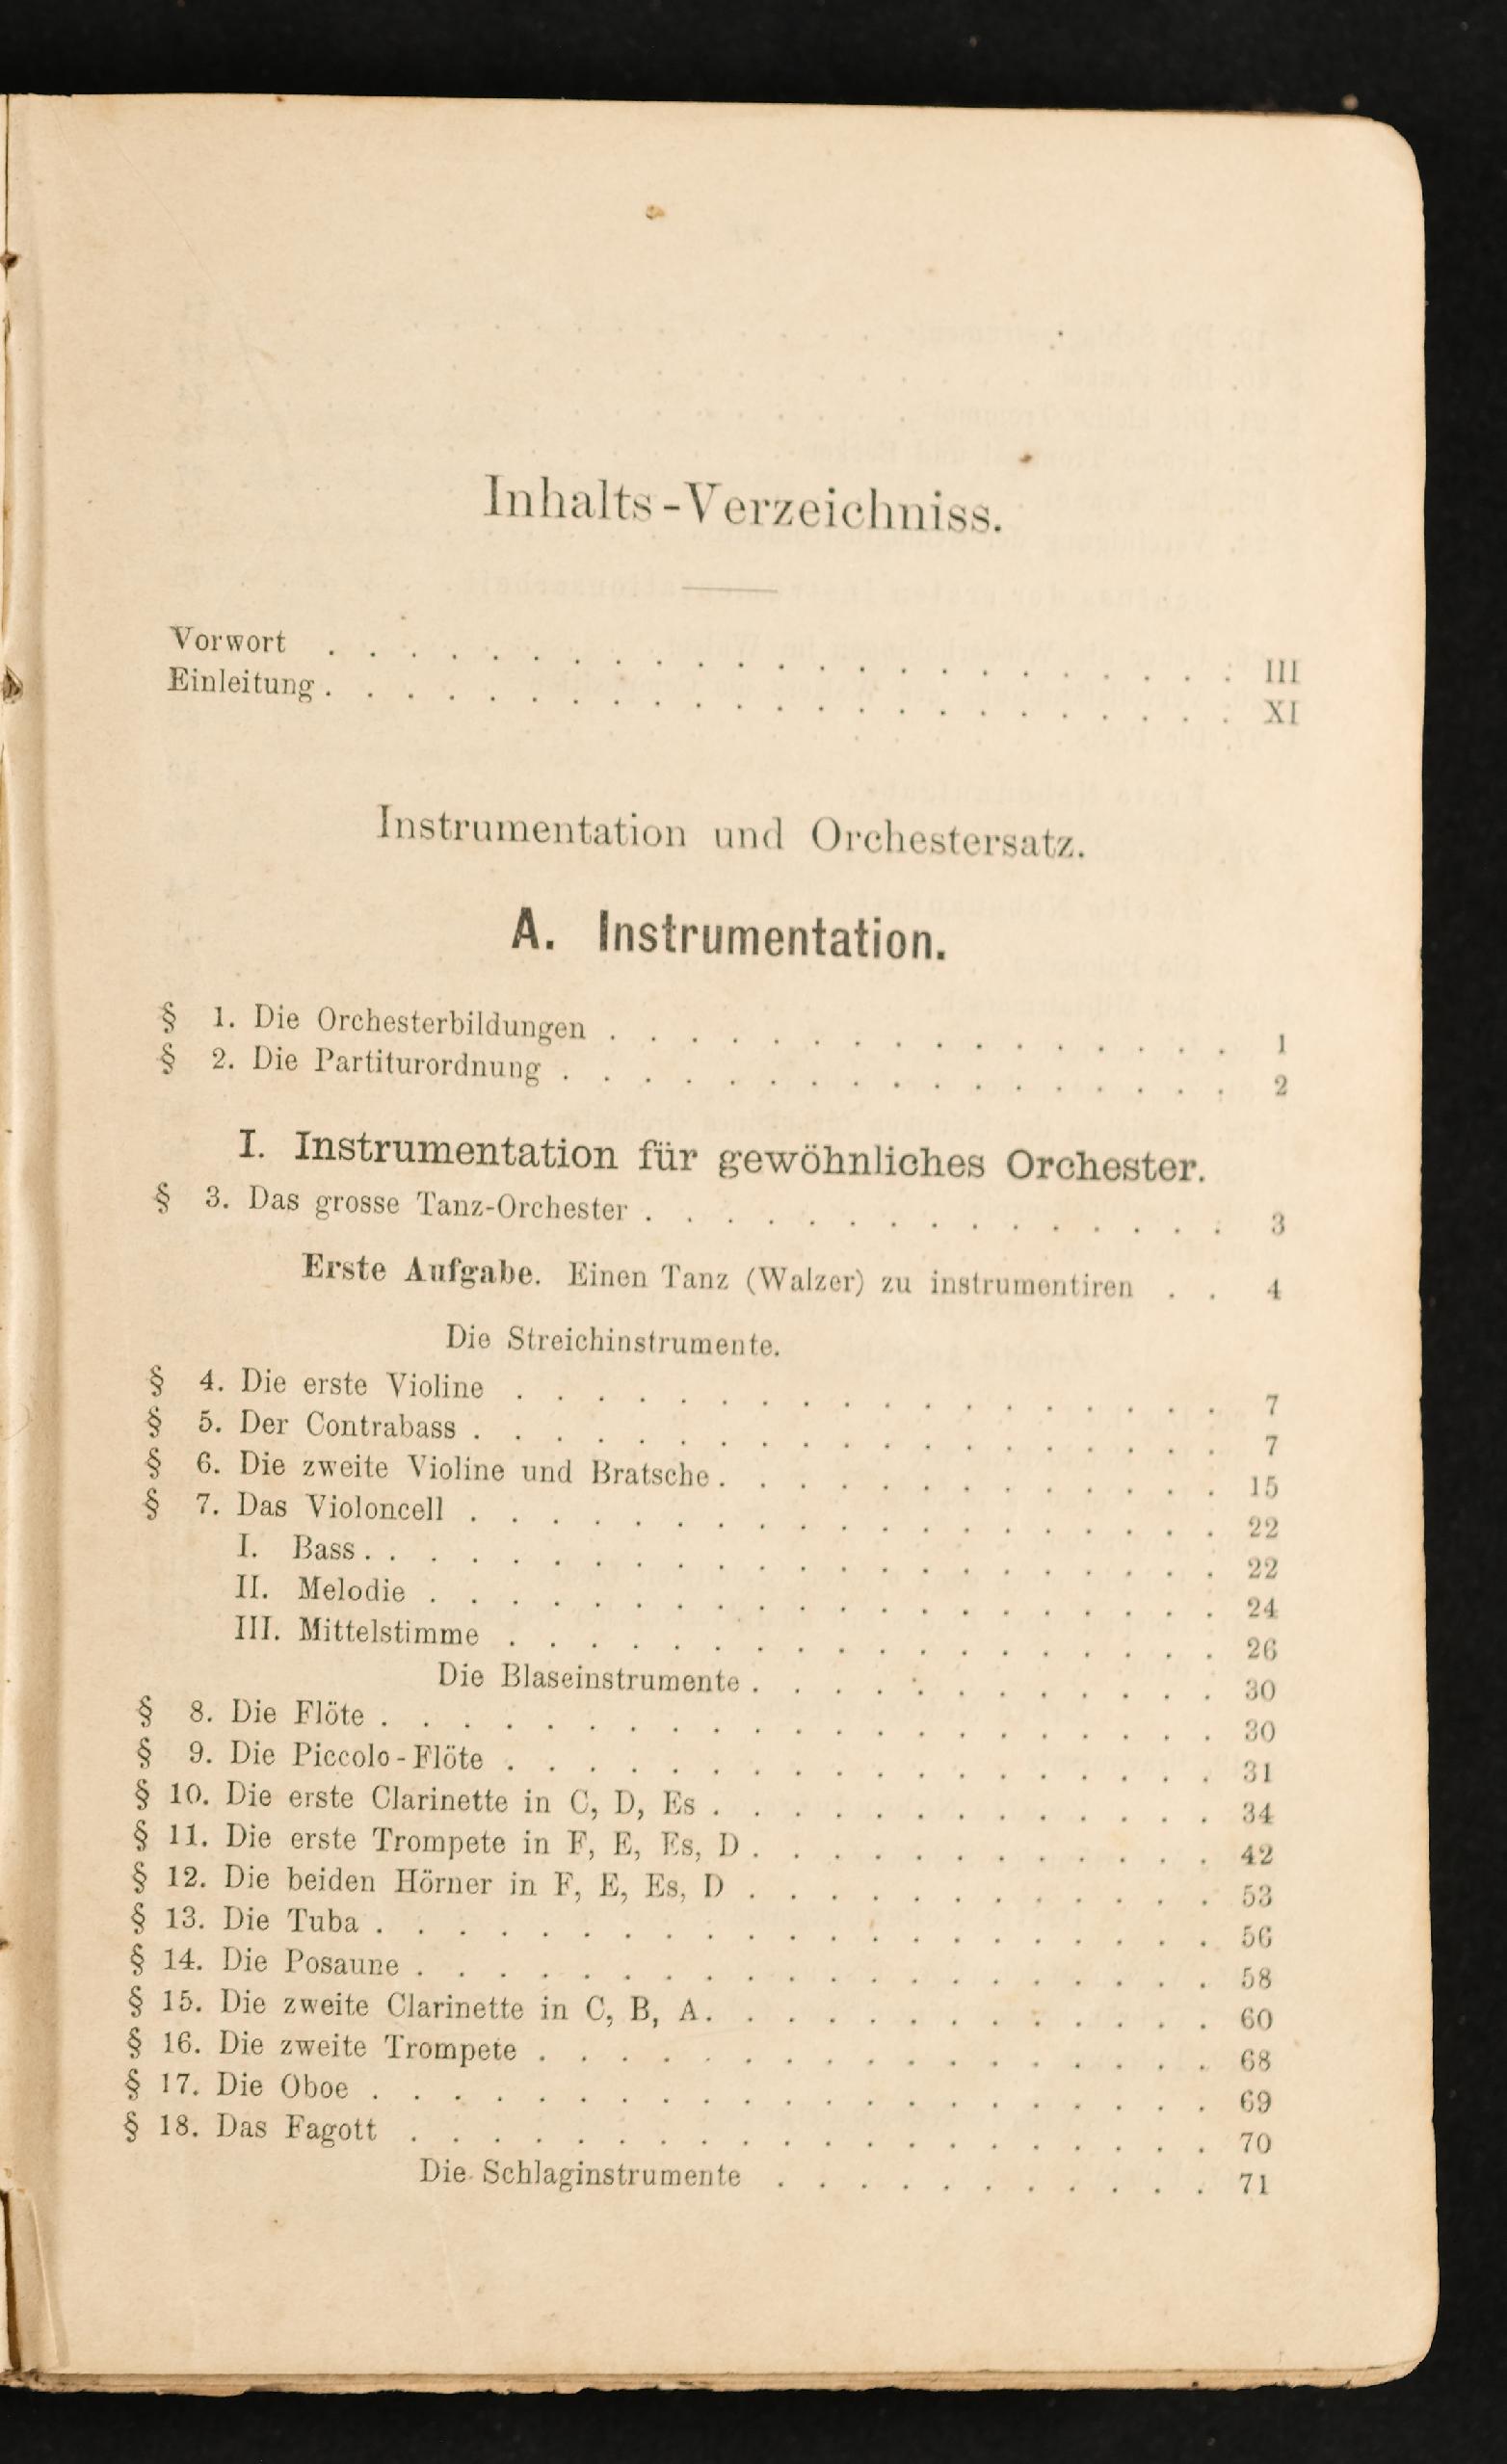 Inhalts-Verzeichniss.
Vorwort . . . . . . . . . . . . . . . . . . . . . . . III
Einleitung . . . . . . . . . . . . . . . . . . . . . . . XI
Instrumentation und Orchestersatz.
A. Instrumentation.
§ 1. Die Orchesterbildungen . . . . . . . . . . . . . . . . 1
§ 2. Die Partiturordnung . . . . . . . . . . . . . . . . . 2
I. Instrumentation für gewöhnliches Orchester.
§ 3. Das grosse Tanz-Orchester . . . . . . . . . . . . . . . 3
Erste Aufgabe. Einen Tanz (Walzer) zu instrumentiren . . 4
Die Streichinstrumente.
§ 4. Die erste Violine . . . . . . . . . . . . . . . . . . 7
§ 5. Der Contrabass . . . . . . . . . . . . . . . . . . . 7
§ 6. Die zweite Violine und Bratsche . . . . . . . . . . . . . 15
§ 7. Das Violoncell . . . . . . . . . . . . . . . . . . . 22
I. Bass . . . . . . . . . . . . . . . . . . . . . . 22
II. Melodie . . . . . . . . . . . . . . . . . . . . 24
III. Mittelstimme . . . . . . . . . . . . . . . . . . 26
Die Blaseinstrumente . . . . . . . . . . . . 30
§ 8. Die Flöte . . . . . . . . . . . . . . . . . . . . . 30
§ 9. Die Piccolo-Flöte . . . . . . . . . . . . . . . . . . 31
§ 10. Die erste Clarinette in C, D, Es . . . . . . . . . . . . . 34
§ 11. Die erste Trompete in F, E, Es, D . . . . . . . . . . . . 42
§ 12. Die beiden Hörner in F, E, Es, D . . . . . . . . . . . . 53
§ 13. Die Tuba . . . . . . . . . . . . . . . . . . . . . 56
§ 14. Die Posaune . . . . . . . . . . . . . . . . . . . . 58
§ 15. Die zweite Clarinette in C, B, A . . . . . . . . . . . . . 60
§ 16. Die zweite Trompete . . . . . . . . . . . . . . . . . 68
§ 17. Die Oboe . . . . . . . . . . . . . . . . . . . . . 69
§ 18. Das Fagott . . . . . . . . . . . . . . . . . . . . 70
Die Schlaginstrumente . . . . . . . . . . . 71